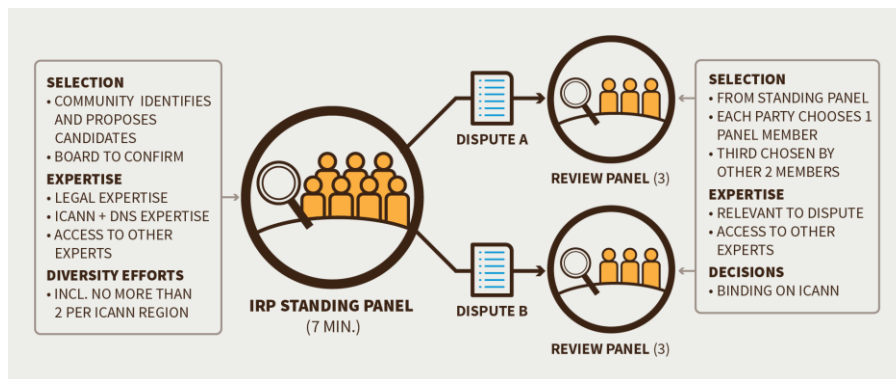 SELECTION
• COMMUNITY IDENTIFIES
AND PROPOSES
CANDIDATES
• BOARD TO CONFIRM
EXPERTISE
• LEGAL EXPERTISE
• ICANN + DNS EXPERTISE
• ACCESS TO OTHER
EXPERTS
DIVERSITY EFFORTS
• INCL. NO MORE THAN
2 PER ICANN REGION
IRP STANDING PANEL
(7 MIN.)
DISPUTE A
REVIEW PANEL (3)
DISPUTE B
REVIEW PANEL (3)
SELECTION
• FROM STANDING PANEL
• EACH PARTY CHOOSES 1
PANEL MEMBER
• THIRD CHOSEN BY
OTHER 2 MEMBERS
EXPERTISE
• RELEVANT TO DISPUTE
• ACCESS TO OTHER
EXPERTS
DECISIONS
• BINDING ON ICANN